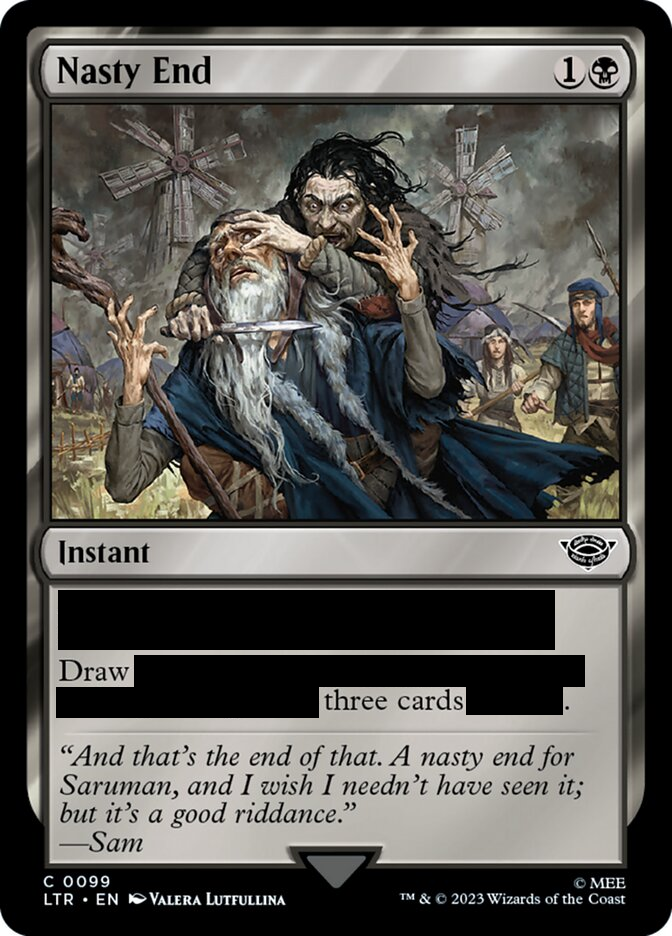 Nasty End
1
Instant
Draw
three cards .
“And that’s the end of that. A nasty end for
Saruman, and I wish I needn’t have seen it;
but it’s a good riddance.”
—Sam
C 0099
LTR • EN Valera Lutfullina
© MEE
™ & © 2023 Wizards of the Coast